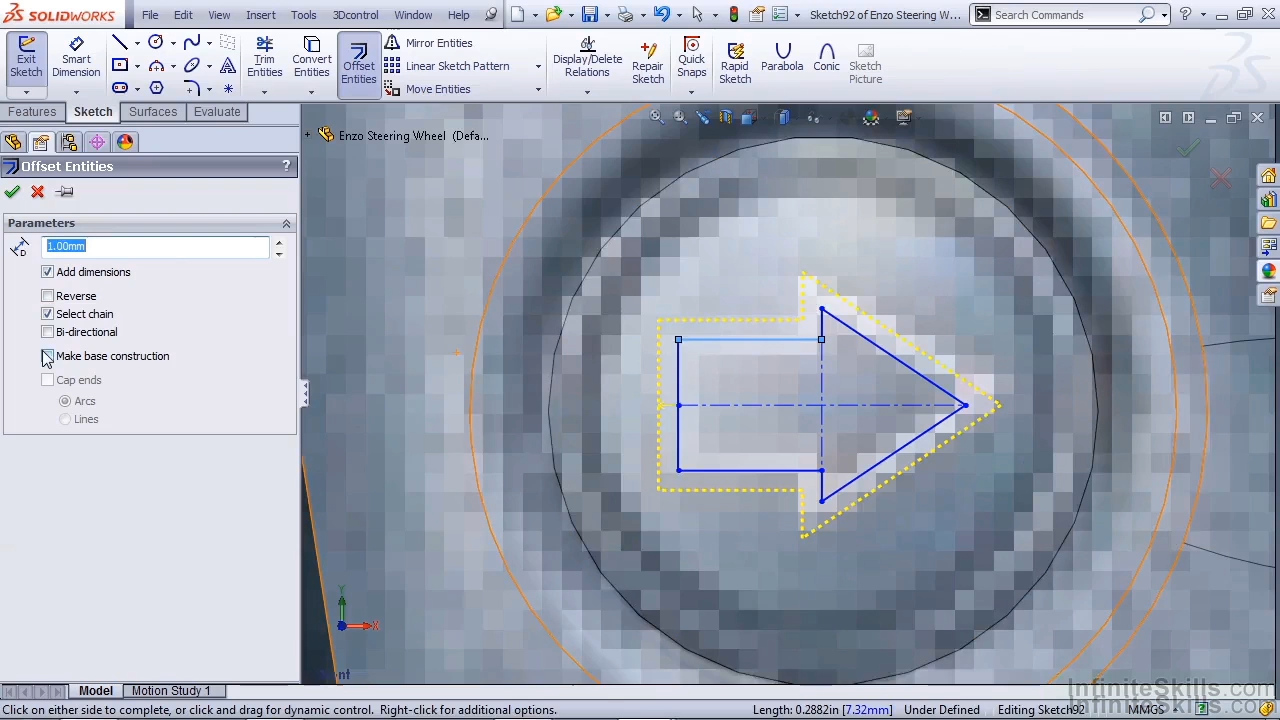 SOLIDWORKS File Edit View Insert Tools 3Dcontrol Window Help Sketch92 of Enzo Steering W... Search Commands
Exit Sketch Smart Dimension Trim Entities Convert Entities Offset Entities Mirror Entities Linear Sketch Pattern Move Entities Display/Delete Relations Repair Sketch Quick Snaps Rapid Sketch Parabola Conic Sketch Picture
Features Sketch Surfaces Evaluate
Enzo Steering Wheel (Defa...
Offset Entities ?
Parameters
1.00mm
Add dimensions
Reverse
Select chain
Bi-directional
Make base construction
Cap ends
Arcs
Lines
Y
X
Model Motion Study 1
InfiniteSkills.com
Click on either side to complete, or click and drag for dynamic control. Right-click for additional options. Length: 0.2882in [7.32mm] Under Defined Editing Sketch92 MMGS